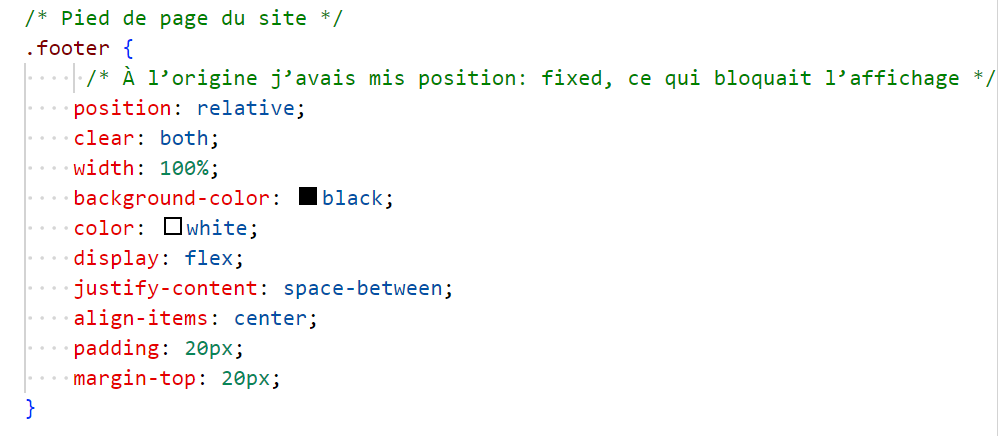 /* Pied de page du site */
.footer {
/* À l’origine j’avais mis position: fixed, ce qui bloquait l’affichage */
position: relative;
clear: both;
width: 100%;
background-color: black;
color: white;
display: flex;
justify-content: space-between;
align-items: center;
padding: 20px;
margin-top: 20px;
}